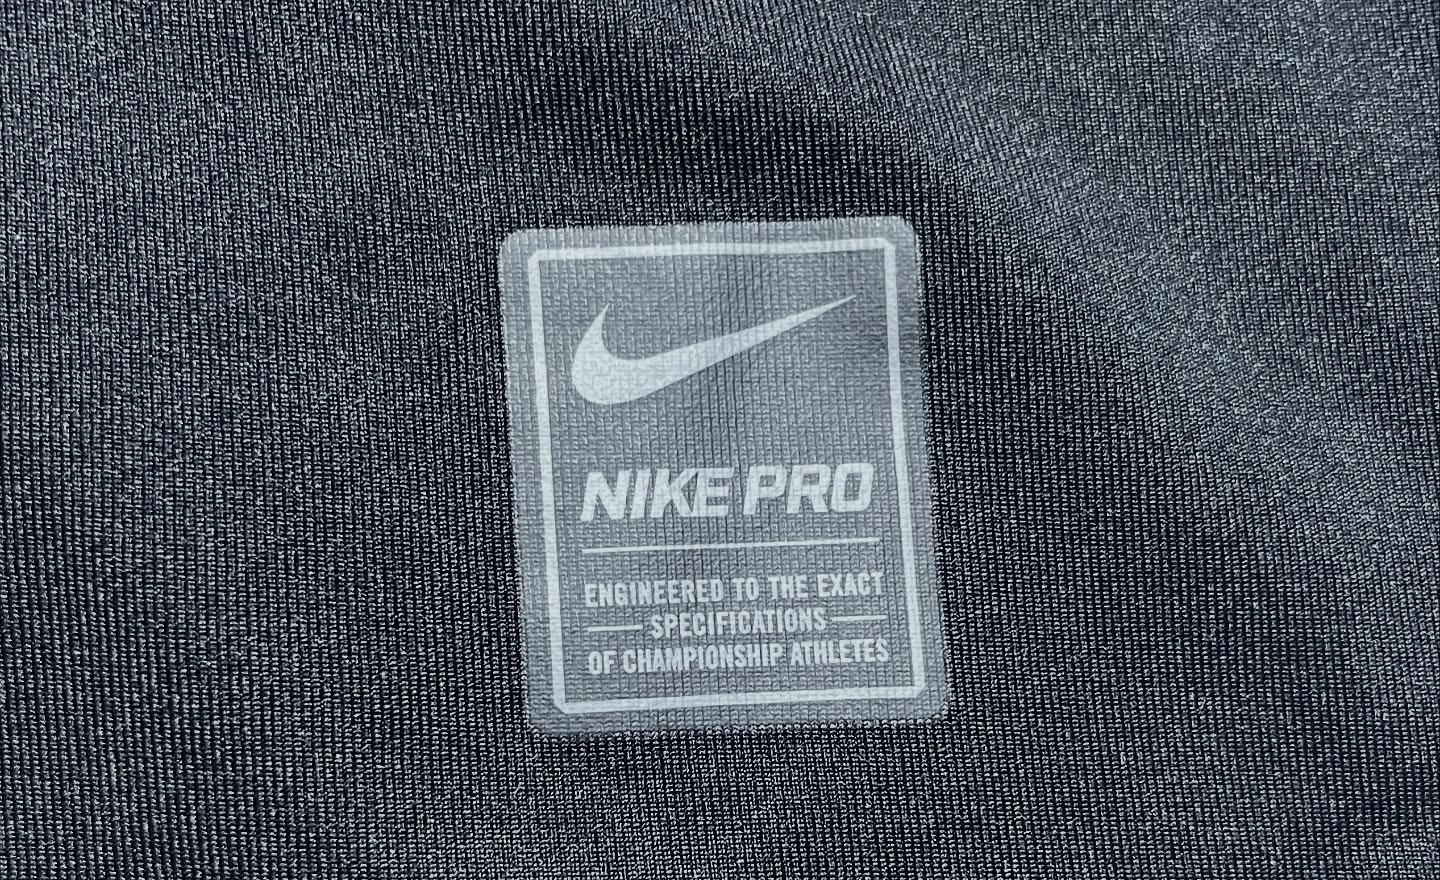 NIKE PRO
ENGINEERED TO THE EXACT
SPECIFICATIONS
OF CHAMPIONSHIP ATHLETES